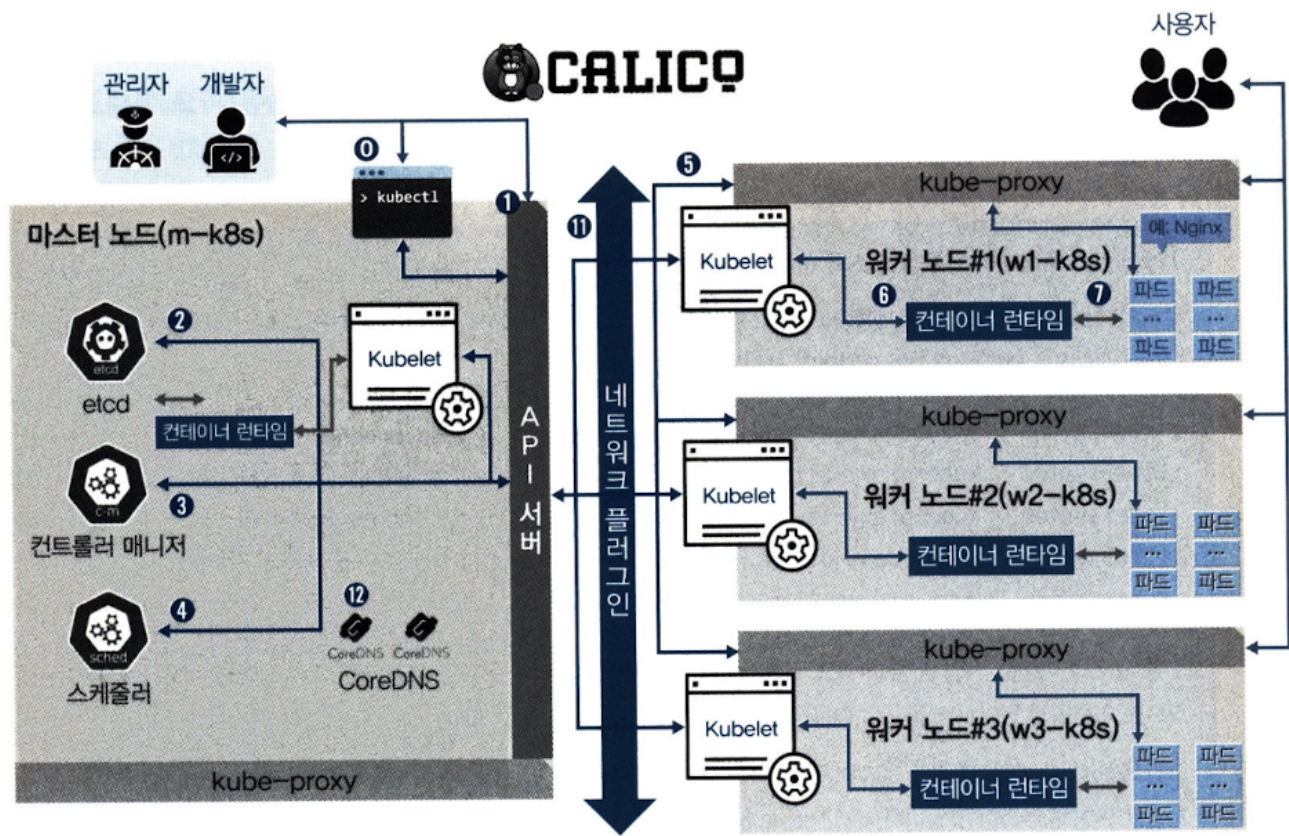 사용자
CALICO
관리자 개발자
0
> kubectl
1
마스터 노드(m-k8s)
2
etcd
etcd
컨테이너 런타임
Kubelet
c-m
3
컨트롤러 매니저
4
sched
스케줄러
12
CoreDNS CoreDNS
CoreDNS
API 서버
kube-proxy
네트워크 플러그인
11
5
kube-proxy
Kubelet
워커 노드#1(w1-k8s)
예: Nginx
6
컨테이너 런타임
7
파드 파드
... ...
파드 파드
kube-proxy
Kubelet
워커 노드#2(w2-k8s)
컨테이너 런타임
파드 파드
... ...
파드 파드
kube-proxy
Kubelet
워커 노드#3(w3-k8s)
컨테이너 런타임
파드 파드
... ...
파드 파드